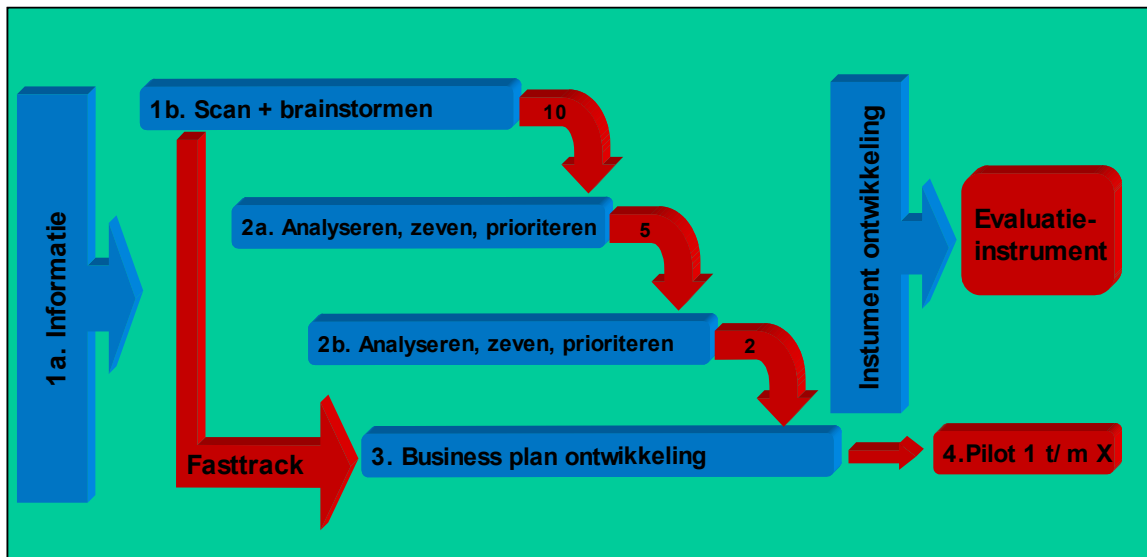 1a. Informatie
1b. Scan + brainstormen
10
2a. Analyseren, zeven, prioriteren
5
2b. Analyseren, zeven, prioriteren
2
Fasttrack
3. Business plan ontwikkeling
Instument ontwikkeling
Evaluatie-
instrument
4.Pilot 1 t/ m X